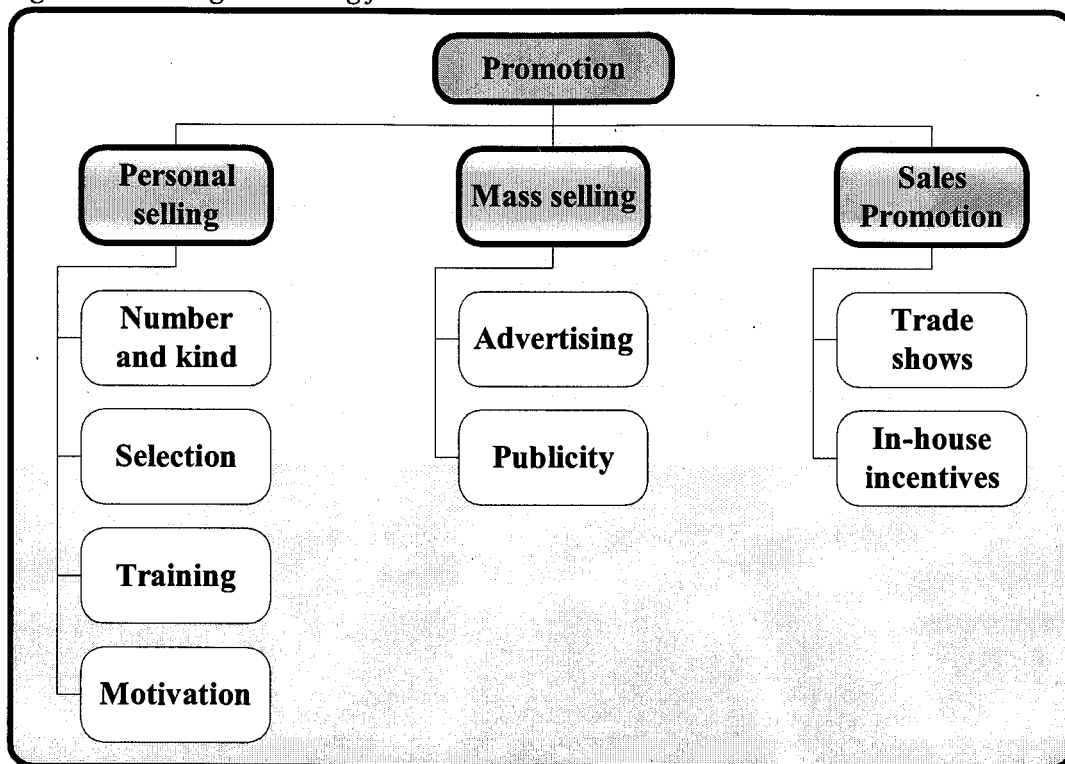 Promotion
Personal
selling
Mass selling
Sales
Promotion
Number
and kind
Advertising
Trade
shows
Selection
Publicity
In-house
incentives
Training
Motivation